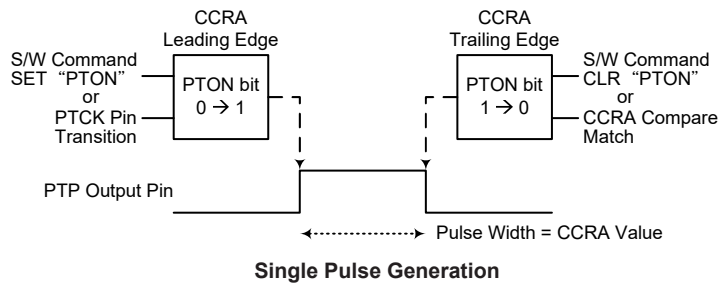 CCRA
Leading Edge
S/W Command
SET “PTON”
or
PTCK Pin
Transition
PTON bit
0 → 1
CCRA
Trailing Edge
PTON bit
1 → 0
S/W Command
CLR “PTON”
or
CCRA Compare
Match
PTP Output Pin
Pulse Width = CCRA Value
Single Pulse Generation